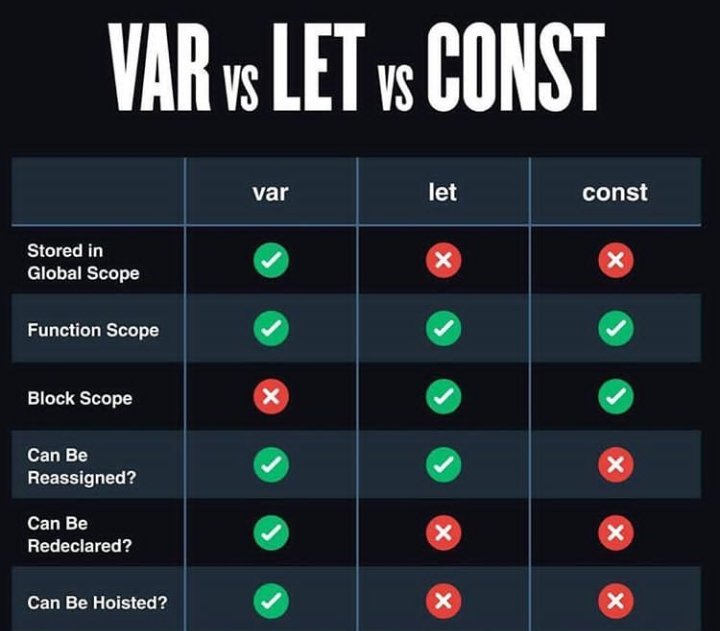 VAR vs LET vs CONST
var let const
Stored in
Global Scope
Function Scope
Block Scope
Can Be
Reassigned?
Can Be
Redeclared?
Can Be Hoisted?